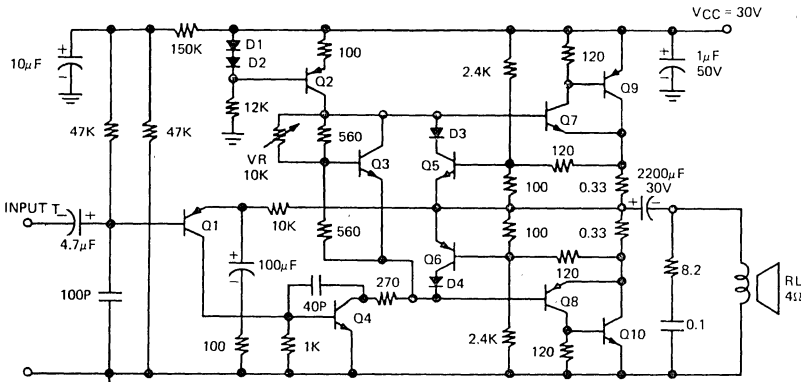 VCC = 30V
150K
D1
D2
100
120
10µF
+
−
Q2
2.4K
Q9
+
1µF
50V
−
12K
Q7
47K
47K
VR
10K
560
Q3
D3
Q5
120
2200µF
30V
100
0.33
+
−
INPUT T
−
+
4.7µF
Q1
10K
560
100
0.33
+
100µF
−
Q6
120
8.2
RL
4Ω
100P
40P
270
D4
Q8
Q4
Q10
0.1
100
1K
2.4K
120